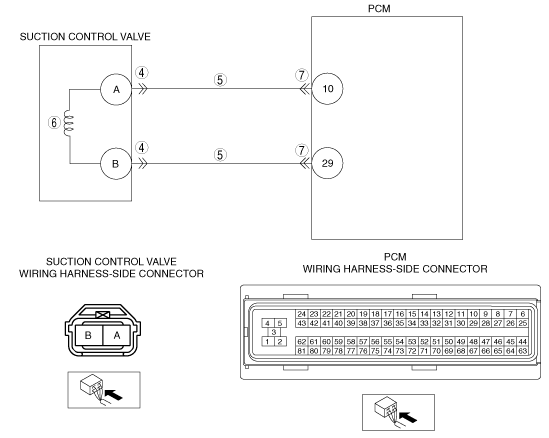 PCM
SUCTION CONTROL VALVE
4 5 7
A 10
6
4 5 7
B 29
SUCTION CONTROL VALVE
WIRING HARNESS-SIDE CONNECTOR
PCM
WIRING HARNESS-SIDE CONNECTOR
B A
24 23 22 21 20 19 18 17 16 15 14 13 12 11 10 9 8 7 6
4 5 43 42 41 40 39 38 37 36 35 34 33 32 31 30 29 28 27 26 25
3
1 2 62 61 60 59 58 57 56 55 54 53 52 51 50 49 48 47 46 45 44
81 80 79 78 77 76 75 74 73 72 71 70 69 68 67 66 65 64 63